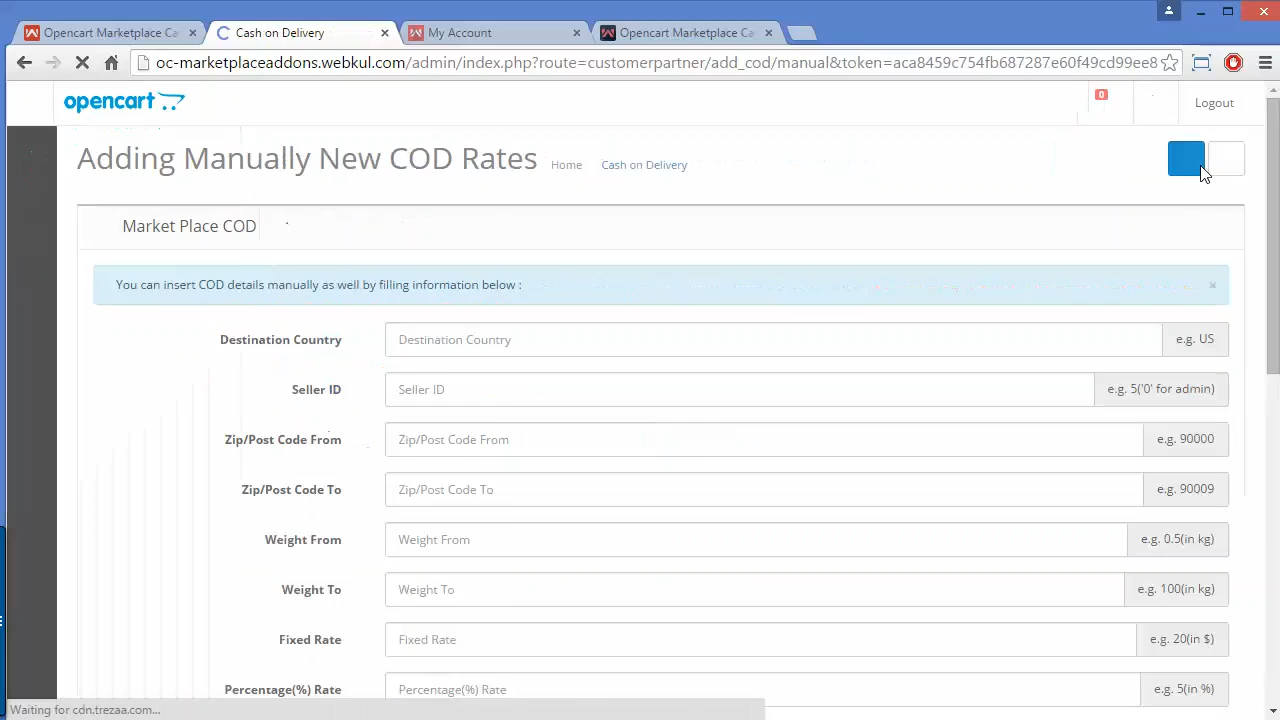 Opencart Marketplace Ca
Cash on Delivery
My Account
Opencart Marketplace Ca
oc-marketplaceaddons.webkul.com/admin/index.php?route=customerpartner/add_cod/manual&token=aca8459c754fb687287e60f49cd99ee8
opencart
0
Logout
Adding Manually New COD Rates
Home
Cash on Delivery
Market Place COD
You can insert COD details manually as well by filling information below :
Destination Country
Destination Country
e.g. US
Seller ID
Seller ID
e.g. 5('0' for admin)
Zip/Post Code From
Zip/Post Code From
e.g. 90000
Zip/Post Code To
Zip/Post Code To
e.g. 90009
Weight From
Weight From
e.g. 0.5(in kg)
Weight To
Weight To
e.g. 100(in kg)
Fixed Rate
Fixed Rate
e.g. 20(in $)
Percentage(%) Rate
Percentage(%) Rate
e.g. 5(in %)
Waiting for cdn.trezaa.com...